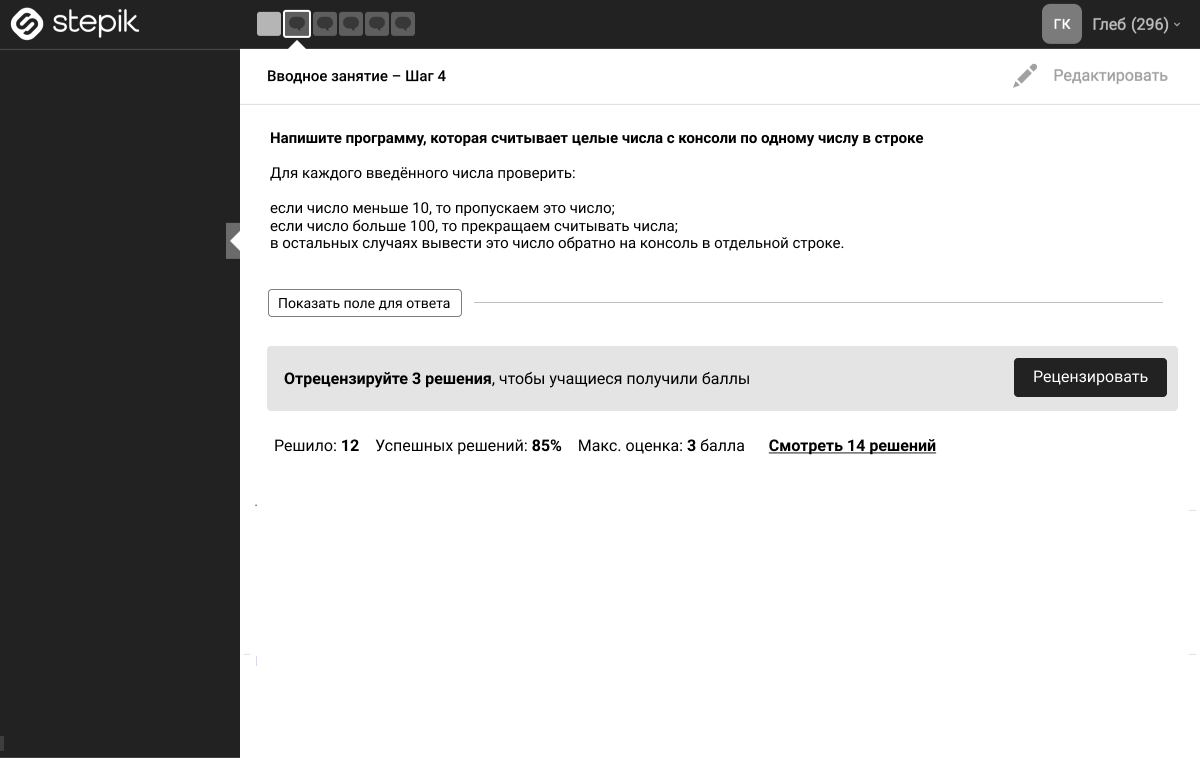 stepik
ГК Глеб (296)
Вводное занятие – Шаг 4
Редактировать
Напишите программу, которая считывает целые числа с консоли по одному числу в строке
Для каждого введённого числа проверить:
если число меньше 10, то пропускаем это число;
если число больше 100, то прекращаем считывать числа;
в остальных случаях вывести это число обратно на консоль в отдельной строке.
Показать поле для ответа
Отрецензируйте 3 решения, чтобы учащиеся получили баллы
Рецензировать
Решило: 12 Успешных решений: 85% Макс. оценка: 3 балла Смотреть 14 решений